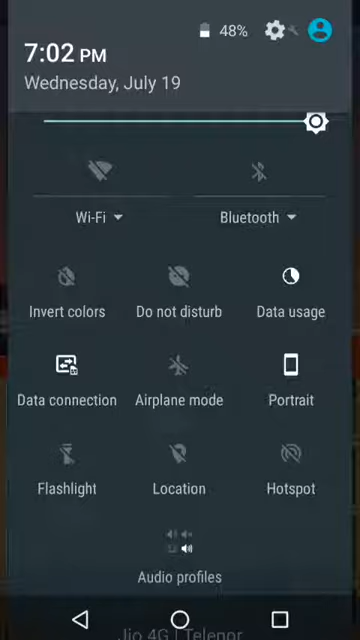 48%
7:02 PM
Wednesday, July 19
Wi-Fi
Bluetooth
Invert colors
Do not disturb
Data usage
Data connection
Airplane mode
Portrait
Flashlight
Location
Hotspot
Audio profiles
Jio 4G | Telenor